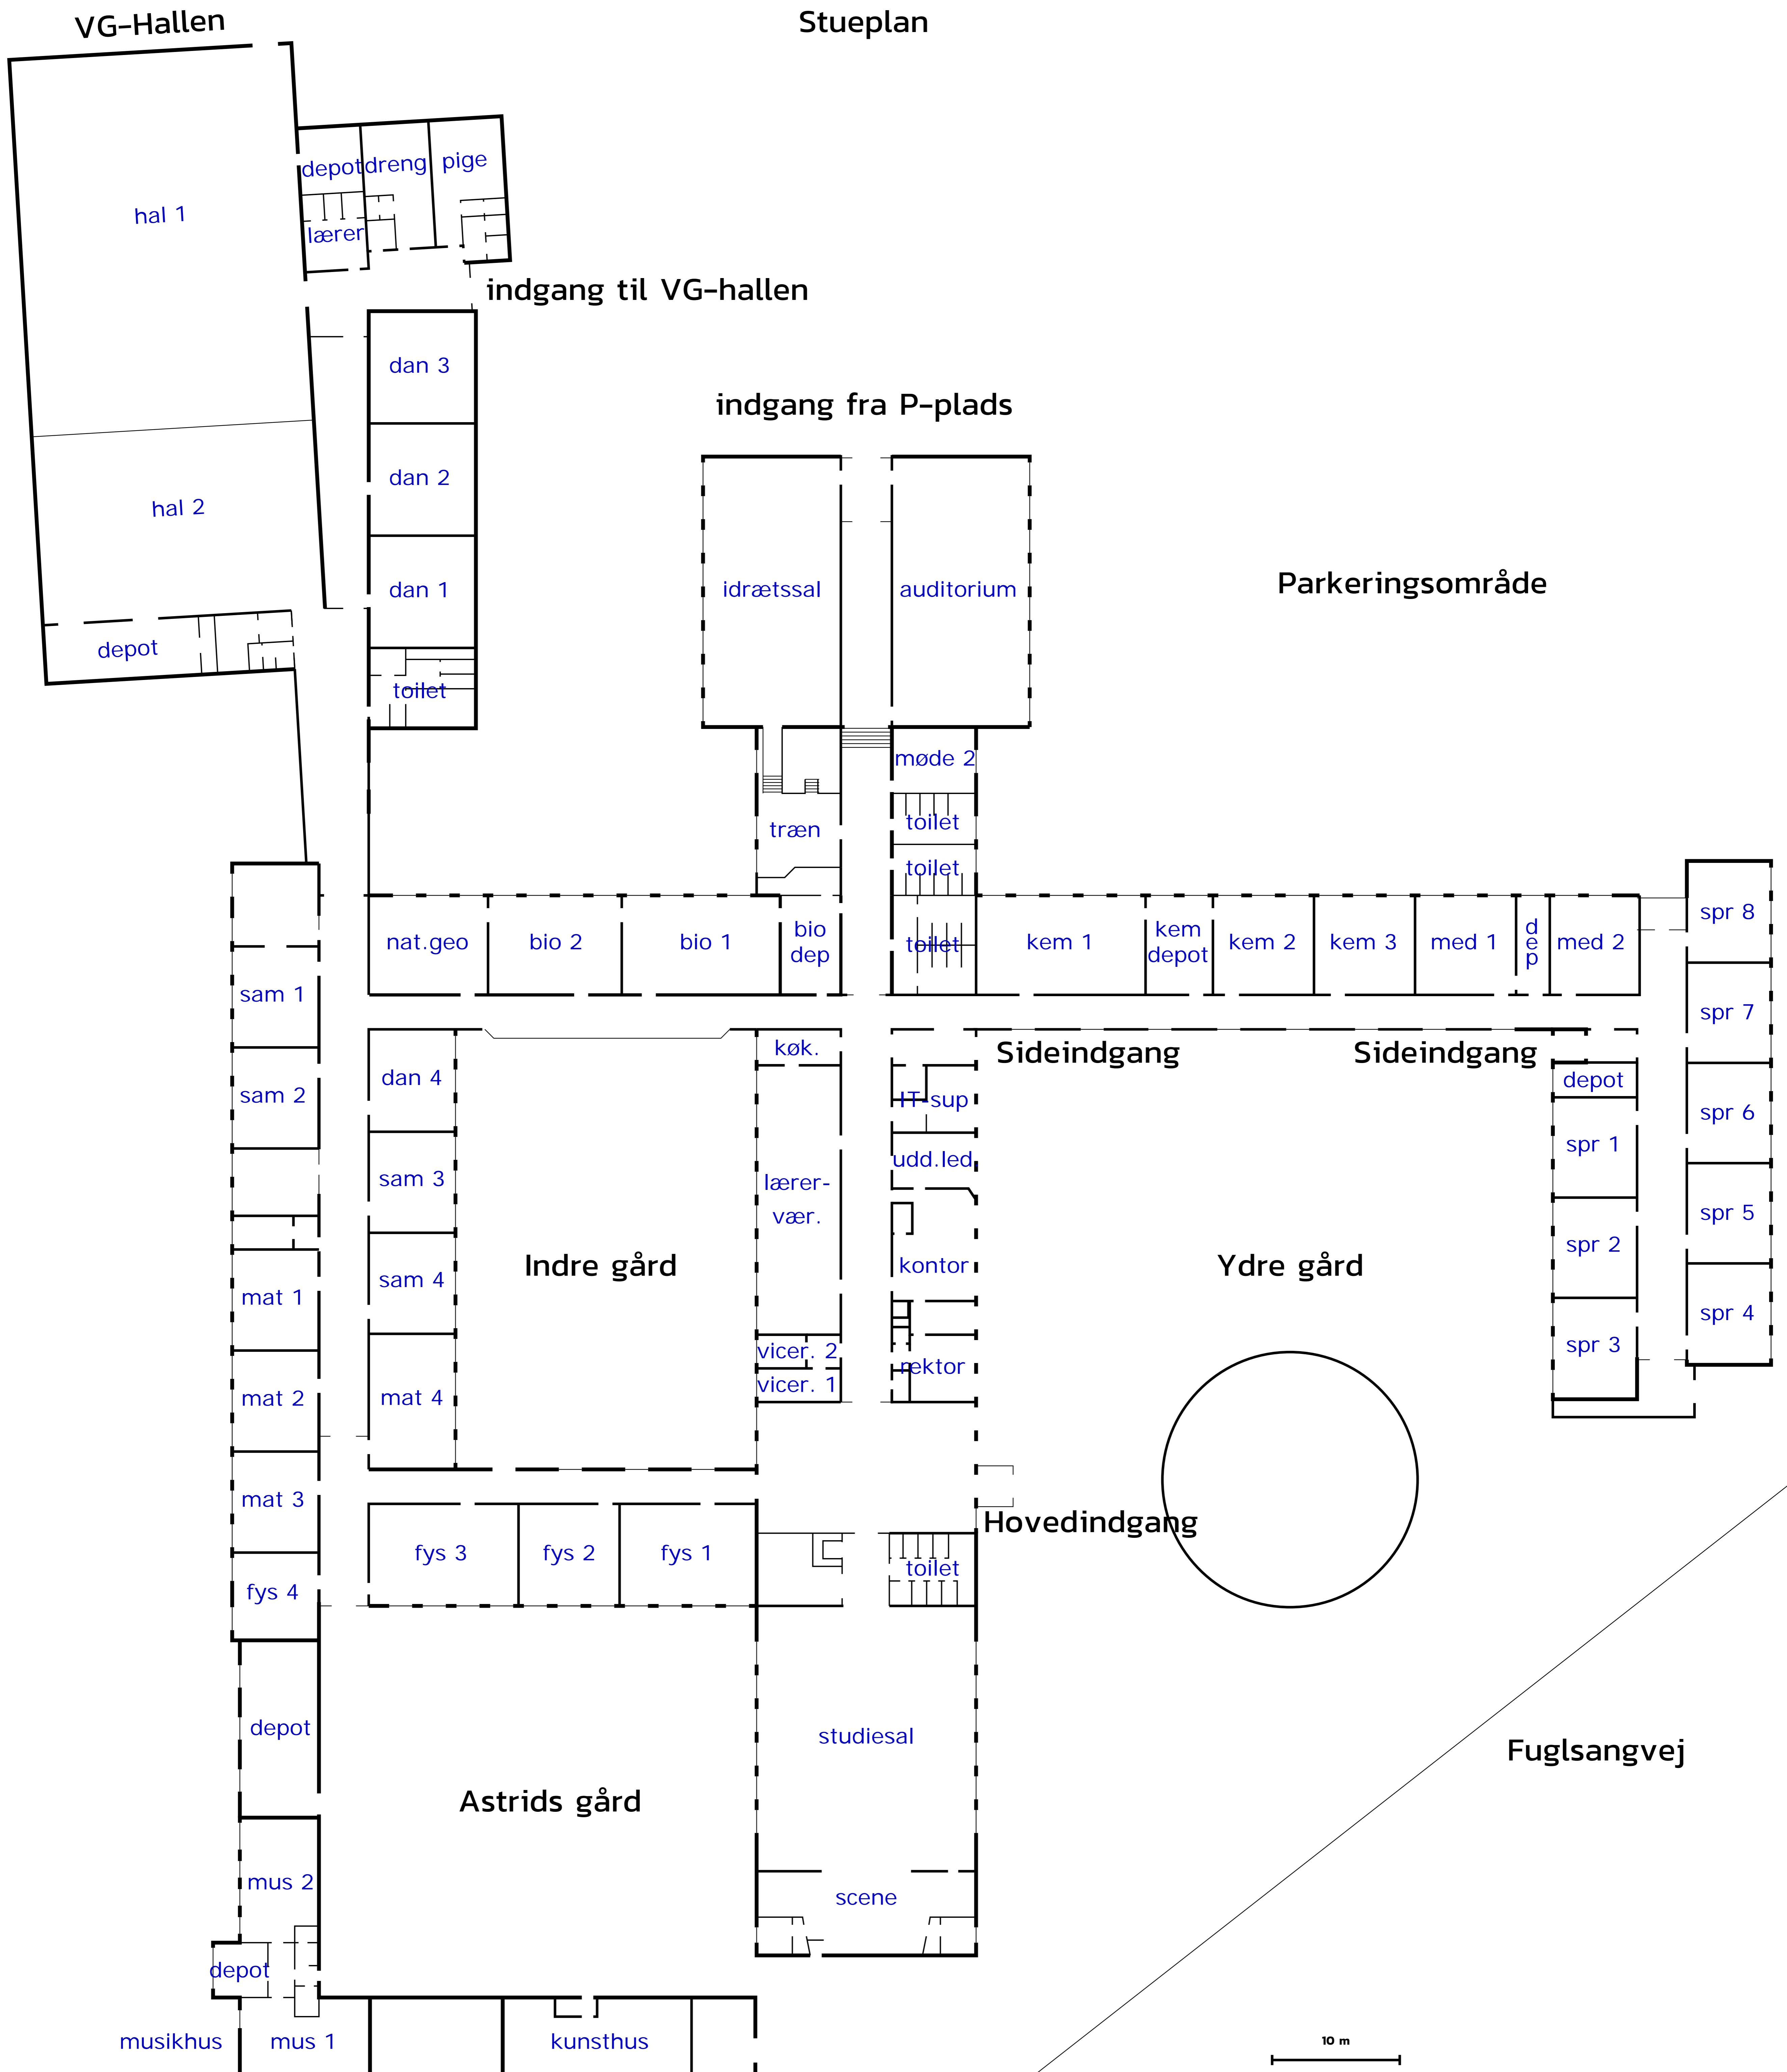 VG-Hallen
Stueplan
hal 1
depot
dreng
pige
lærer
indgang til VG-hallen
dan 3
indgang fra P-plads
dan 2
hal 2
dan 1
idrætssal
auditorium
Parkeringsområde
depot
toilet
møde 2
træn
toilet
toilet
spr 8
nat.geo
bio 2
bio 1
bio
dep
toilet
kem 1
kem
depot
kem 2
kem 3
med 1
d
e
p
med 2
sam 1
spr 7
køk.
Sideindgang
Sideindgang
dan 4
depot
sam 2
IT-sup
spr 6
spr 1
udd.led
sam 3
lærer-
vær.
spr 5
spr 2
Indre gård
kontor
Ydre gård
sam 4
mat 1
spr 4
spr 3
vicer. 2
rektor
vicer. 1
mat 2
mat 4
mat 3
Hovedindgang
fys 3
fys 2
fys 1
toilet
fys 4
depot
studiesal
Fuglsangvej
Astrids gård
mus 2
scene
depot
musikhus
mus 1
kunsthus
10 m